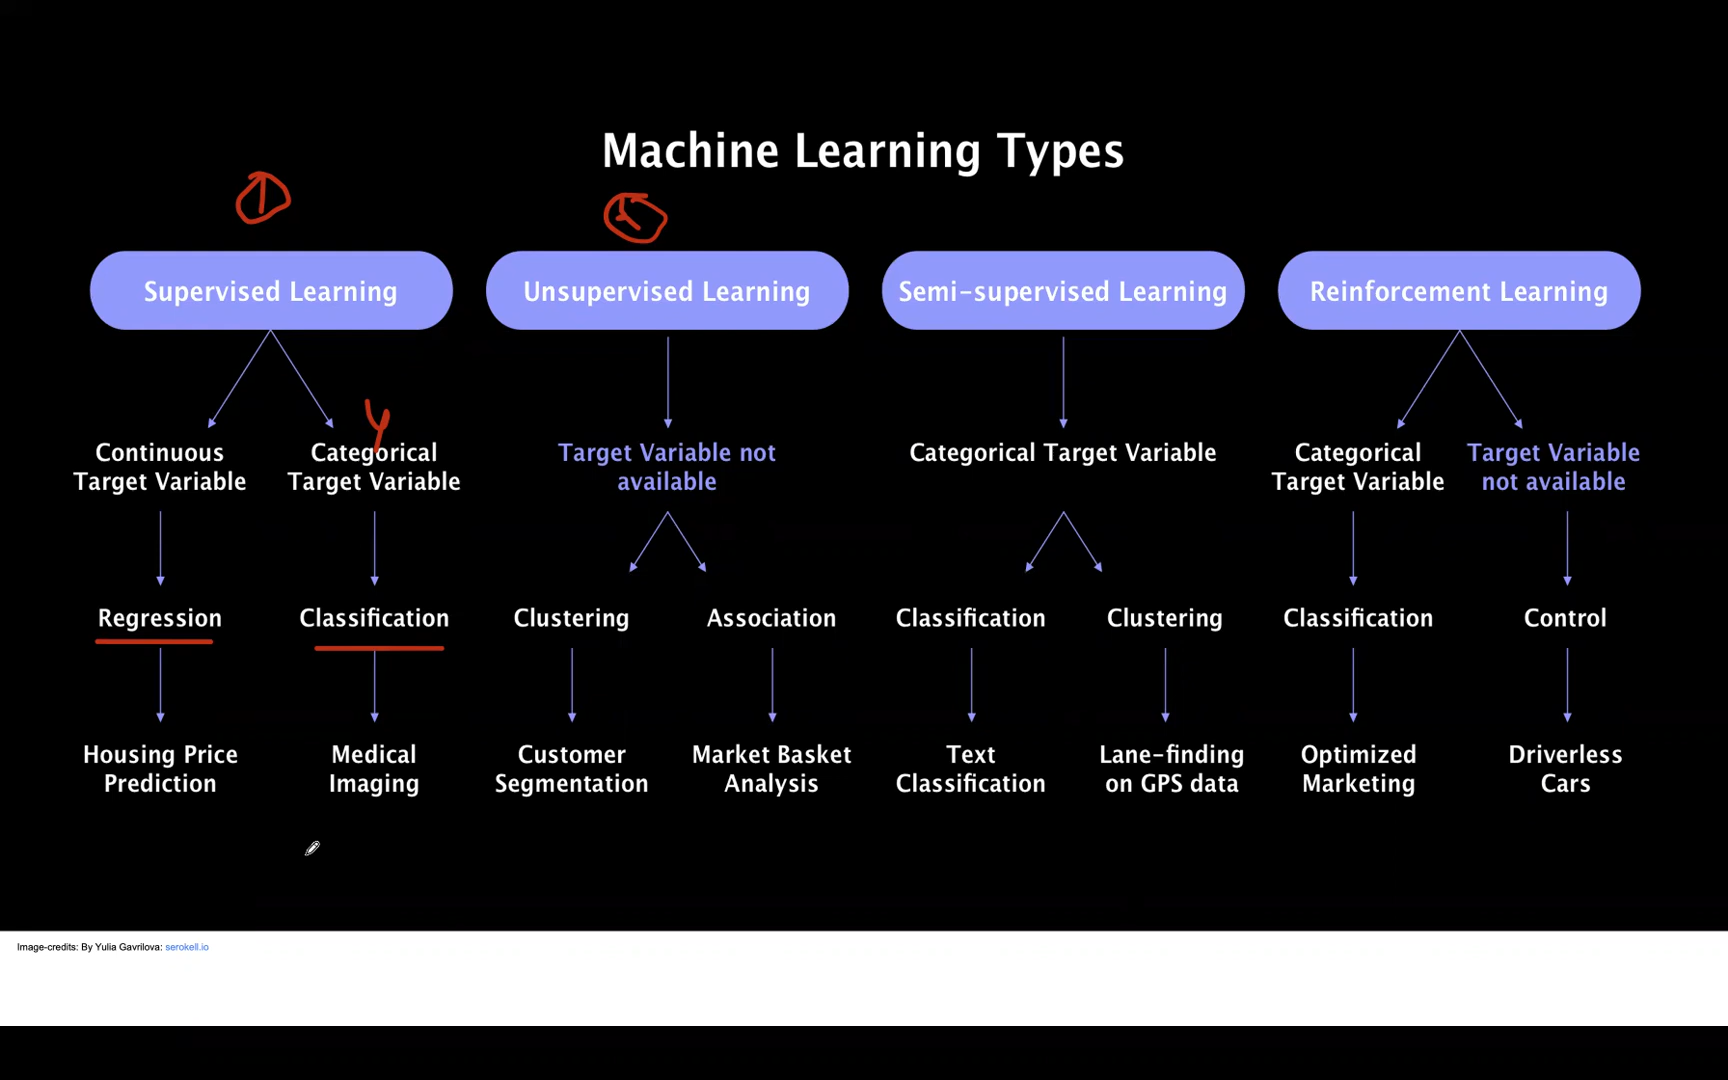 Machine Learning Types
1
Supervised Learning
Unsupervised Learning
Semi-supervised Learning
Reinforcement Learning
y
Continuous
Target Variable
Categorical
Target Variable
Target Variable not
available
Categorical Target Variable
Categorical
Target Variable
Target Variable
not available
Regression
Classification
Clustering
Association
Classification
Clustering
Classification
Control
Housing Price
Prediction
Medical
Imaging
Customer
Segmentation
Market Basket
Analysis
Text
Classification
Lane-finding
on GPS data
Optimized
Marketing
Driverless
Cars
Image-credits: By Yulia Gavrilova: serokell.io